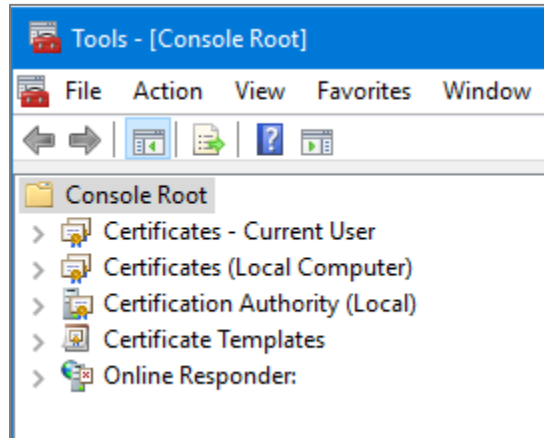 Tools - [Console Root]
File Action View Favorites Window
Console Root
Certificates - Current User
Certificates (Local Computer)
Certification Authority (Local)
Certificate Templates
Online Responder: